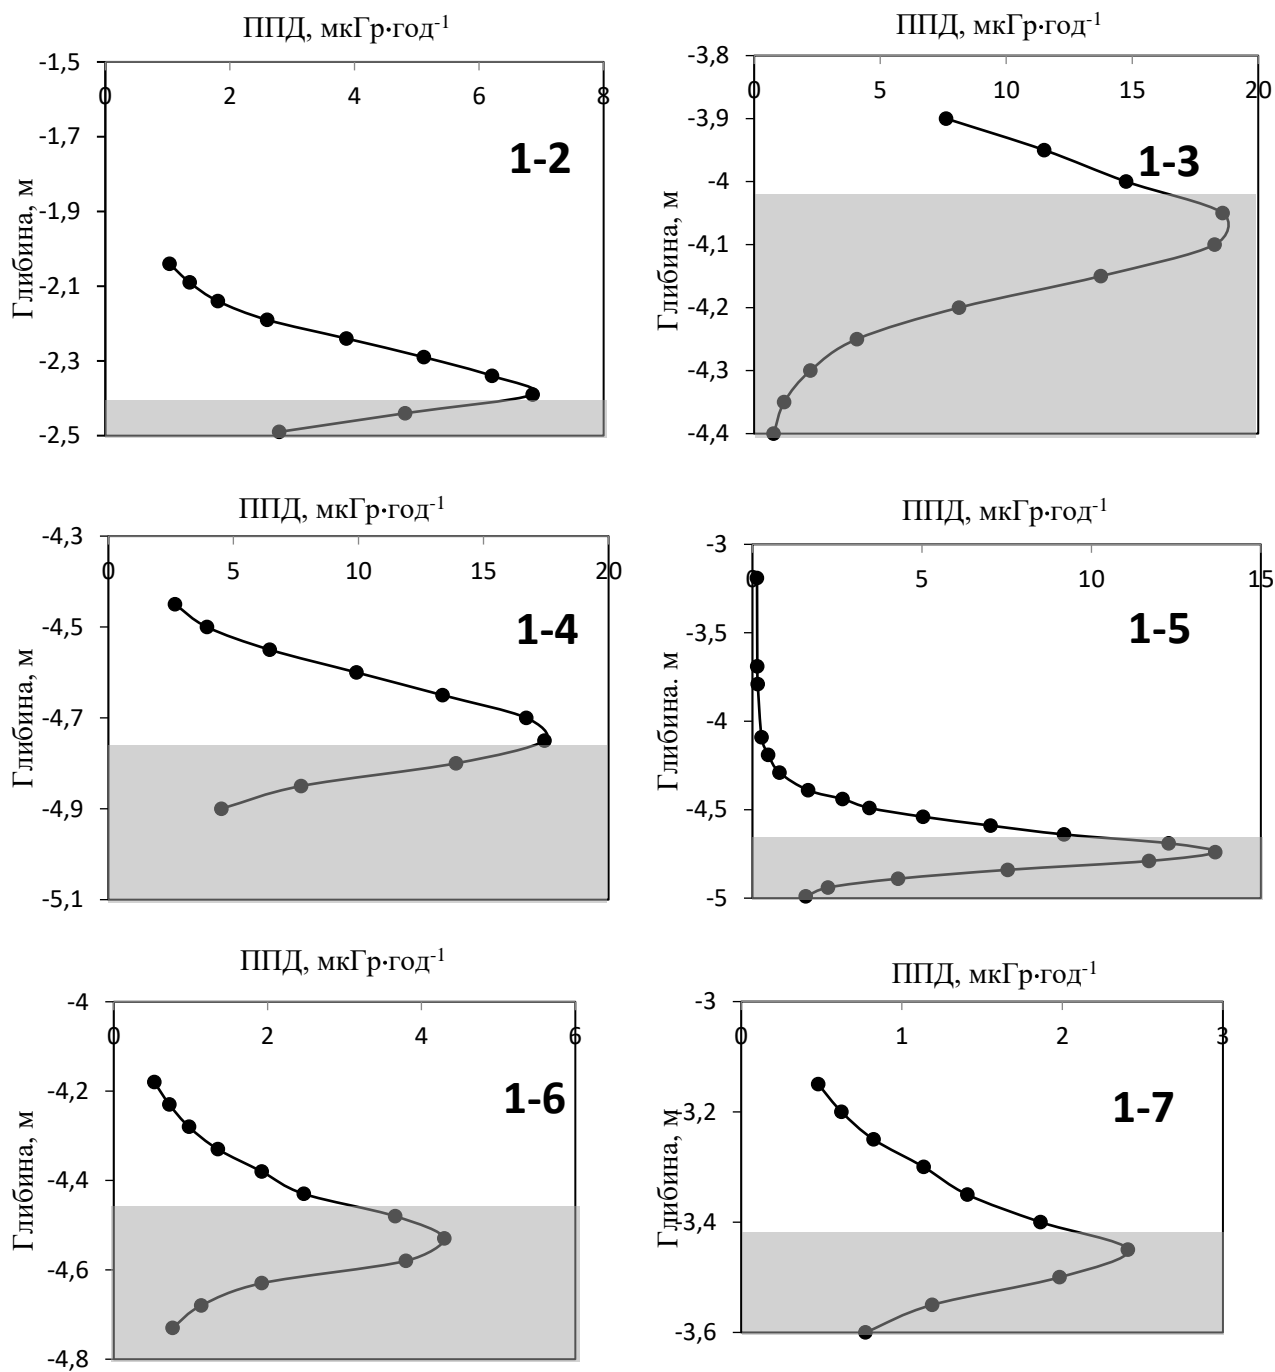 ППД, мкГр·год-1
-1,5
0 2 4 6 8
-1,7
1-2
-1,9
-2,1
-2,3
-2,5
Глибина, м
ППД, мкГр·год-1
-3,8
0 5 10 15 20
-3,9
1-3
-4
-4,1
-4,2
-4,3
-4,4
Глибина, м
ППД, мкГр·год-1
-4,3
0 5 10 15 20
-4,5
1-4
-4,7
-4,9
-5,1
Глибина, м
ППД, мкГр·год-1
-3
0 5 10 15
-3,5
1-5
-4
-4,5
-5
Глибина. м
ППД, мкГр·год-1
-4
0 2 4 6
-4,2
1-6
-4,4
-4,6
-4,8
Глибина, м
ППД, мкГр·год-1
-3
0 1 2 3
-3,2
1-7
-3,4
-3,6
Глибина, м